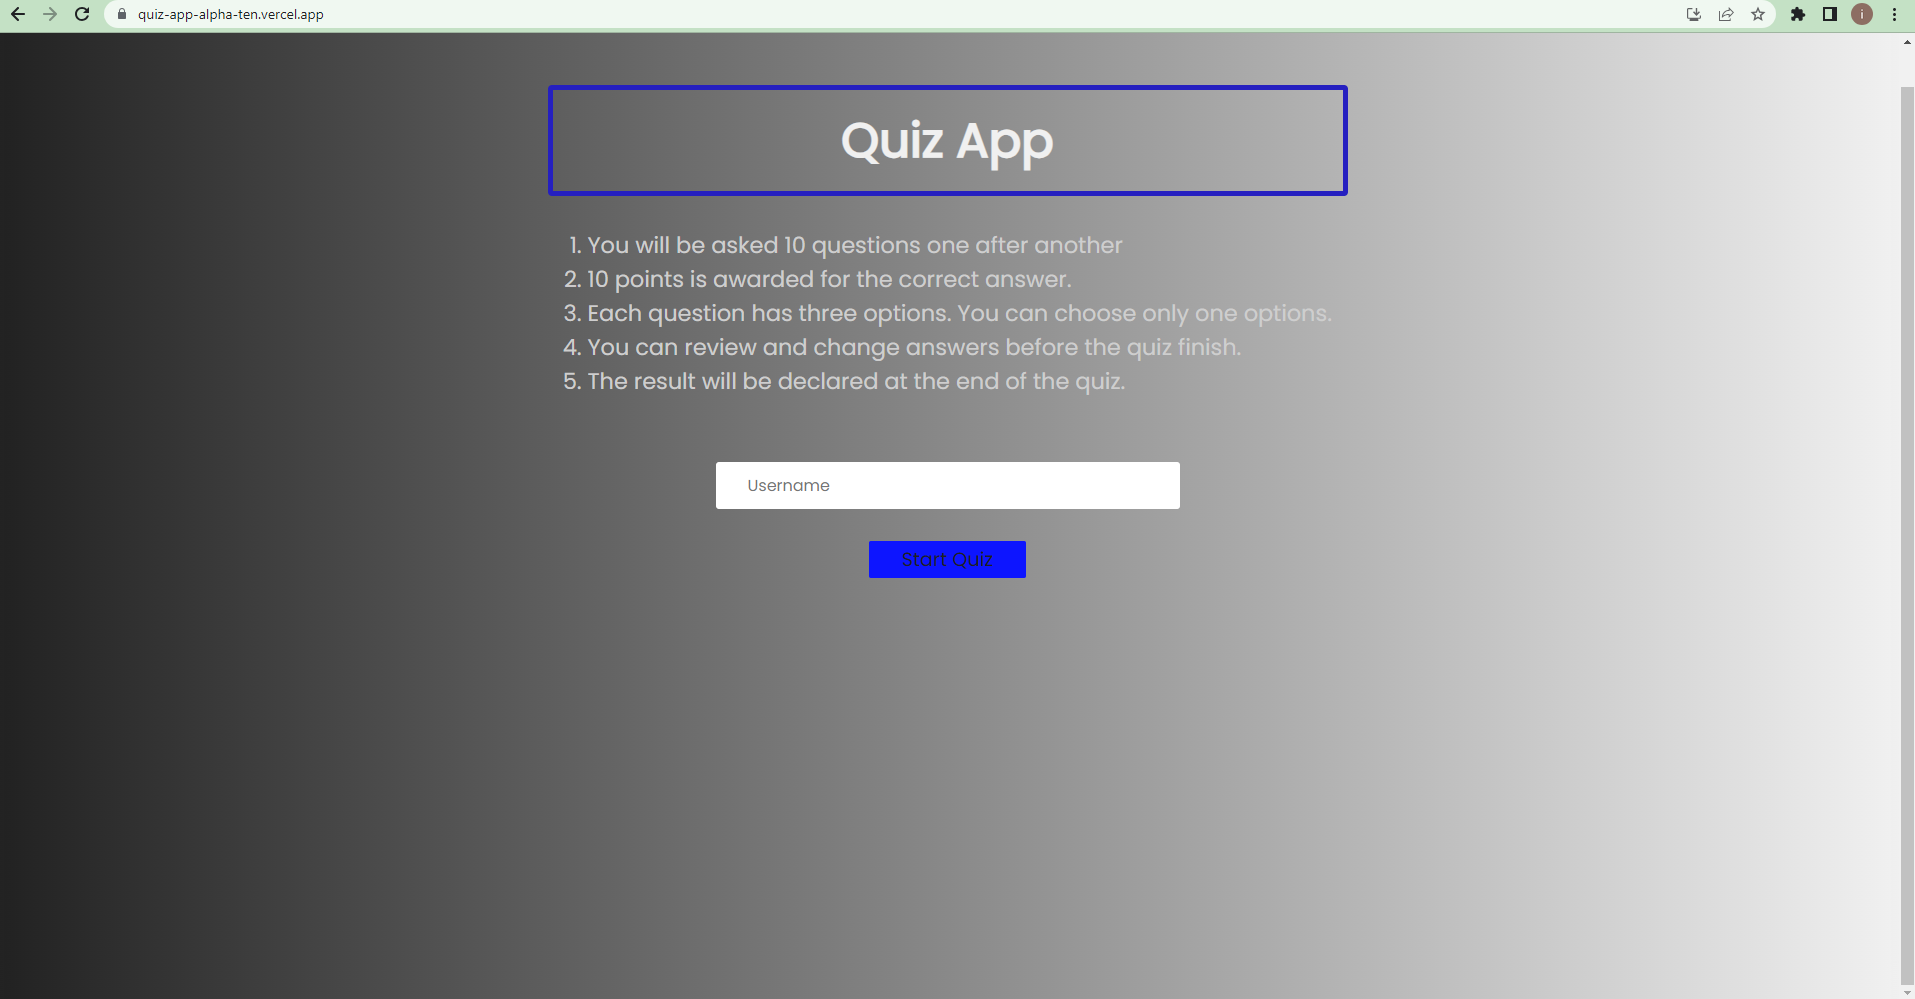 quiz-app-alpha-ten.vercel.app
i
Quiz App
1. You will be asked 10 questions one after another
2. 10 points is awarded for the correct answer.
3. Each question has three options. You can choose only one options.
4. You can review and change answers before the quiz finish.
5. The result will be declared at the end of the quiz.
Username
Start Quiz